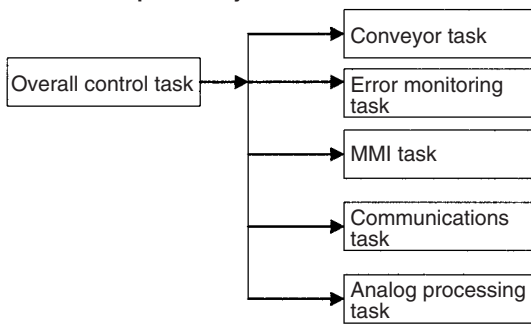 Conveyor task
Overall control task
Error monitoring
task
MMI task
Communications
task
Analog processing
task